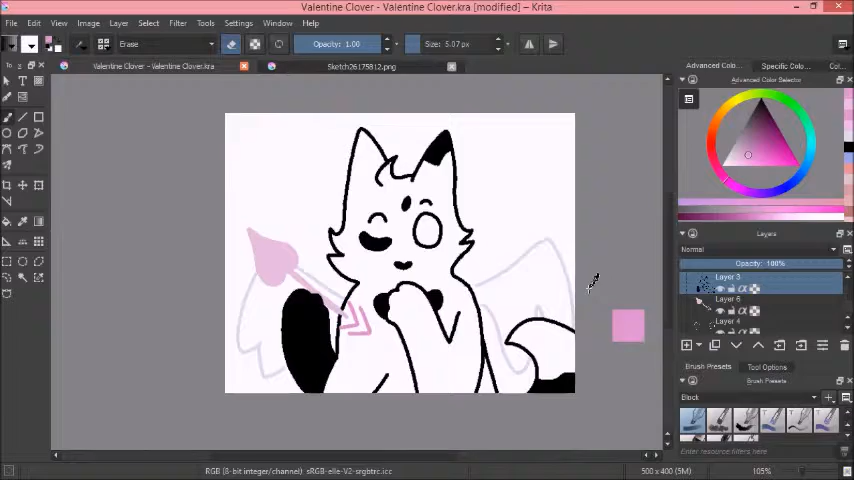 Valentine Clover - Valentine Clover.kra [modified] - Krita
File Edit View Image Layer Select Filter Tools Settings Window Help
Erase Opacity: 1.00 Size: 5.07 px
Valentine Clover - Valentine Clover.kra Sketch26175812.png
Advanced Colo... Specific Colo... Col...
Advanced Color Selector
Layers
Normal
Opacity: 100%
Layer 3
Layer 6
Layer 4
Brush Presets Tool Options
Brush Presets
Block
Enter resource filters here
RGB (8-bit integer/channel) sRGB-elle-V2-srgbtrc.icc 500 x 400 (5M) 105%